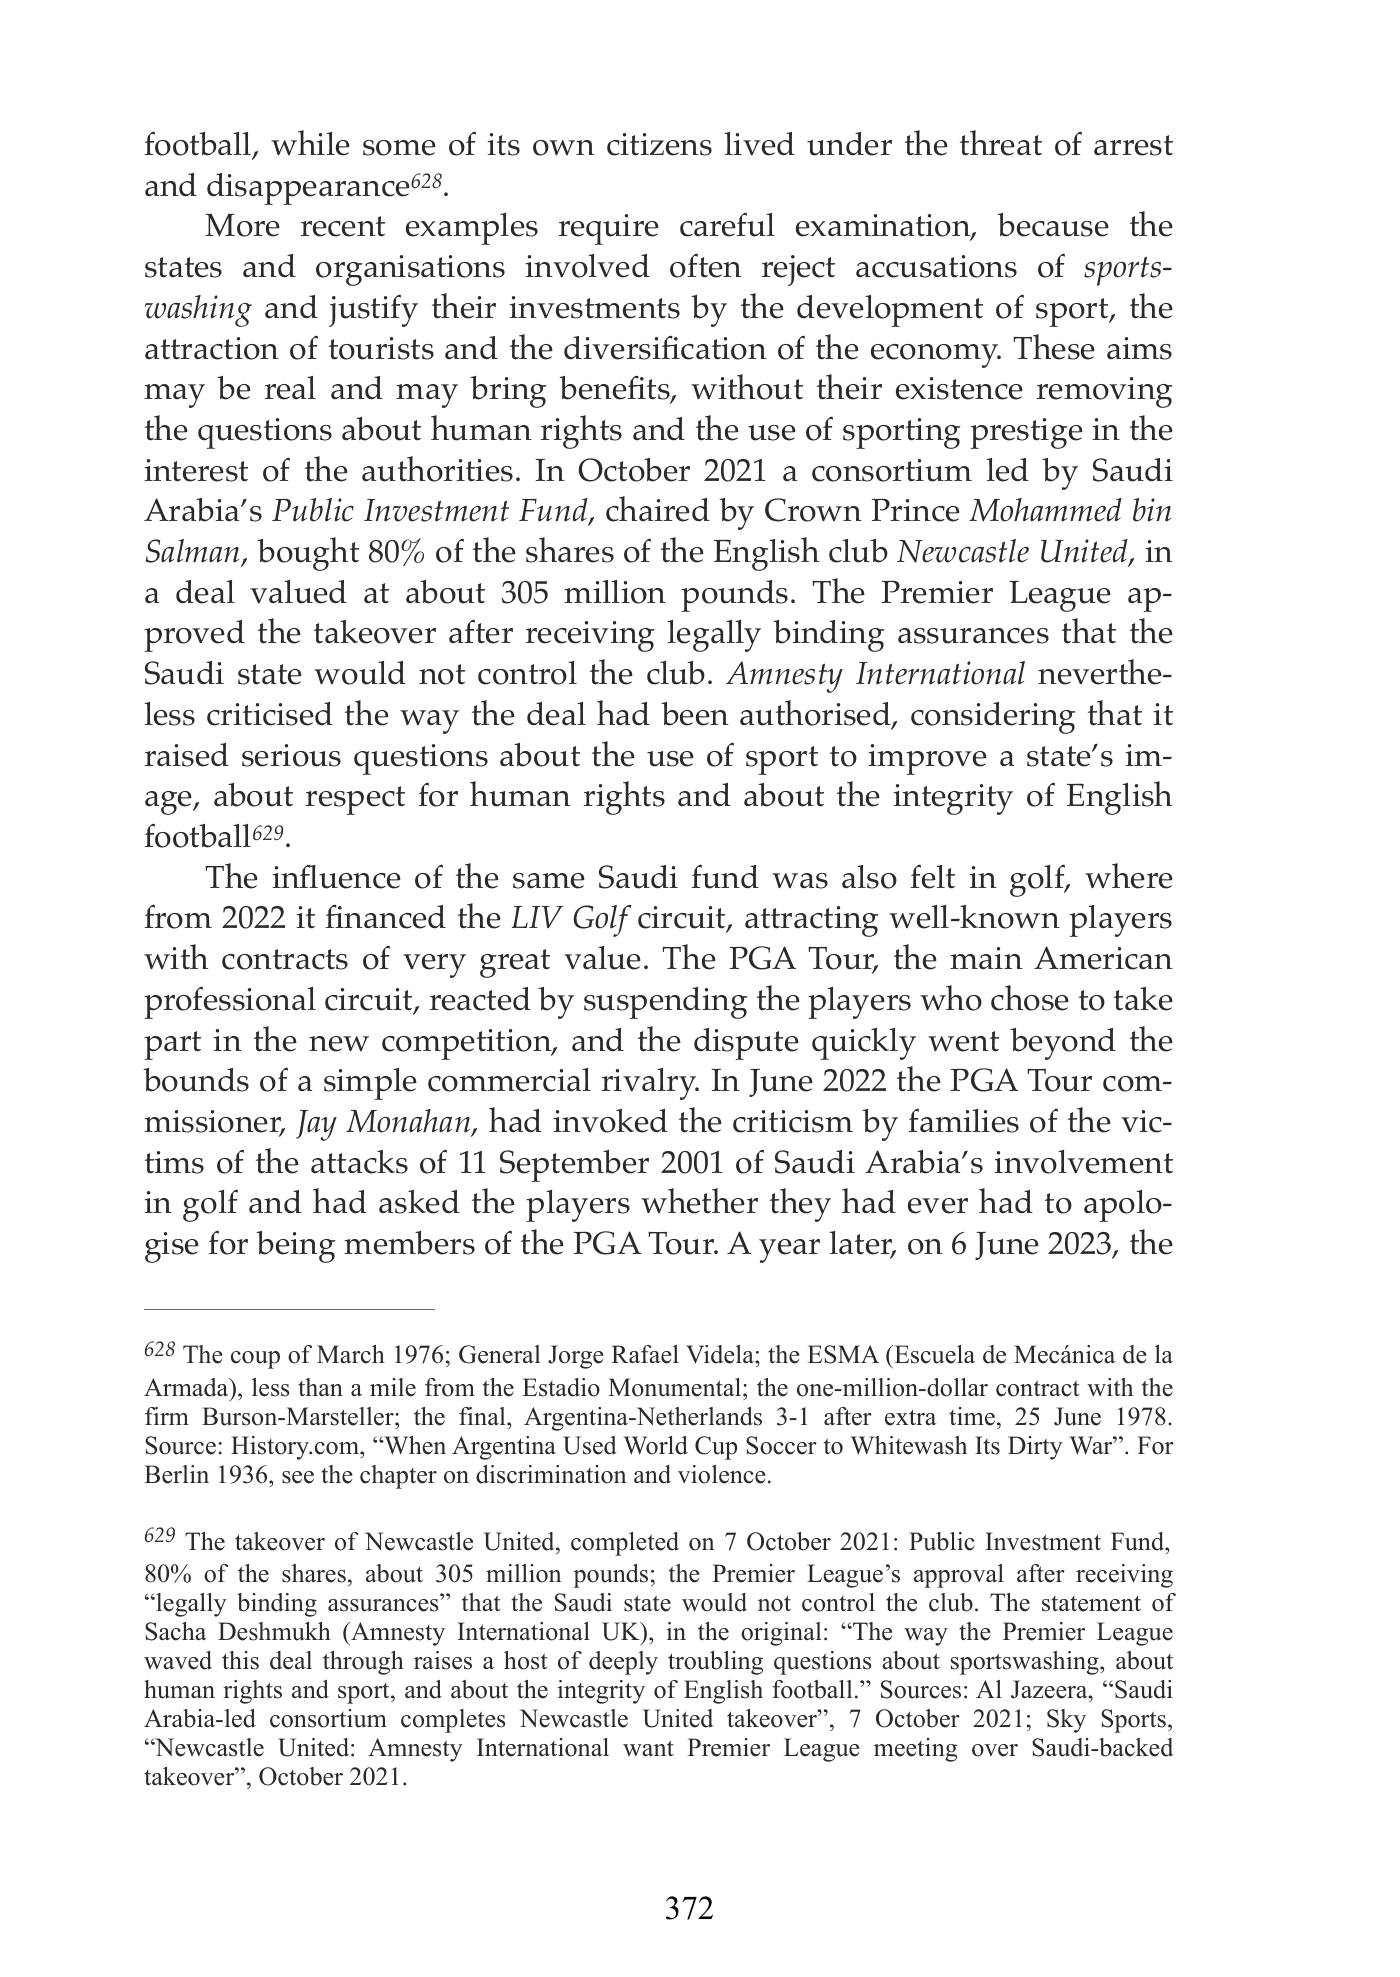 football, while some of its own citizens lived under the threat of arrest
and disappearance628.
More recent examples require careful examination, because the
states and organisations involved often reject accusations of sports-
washing and justify their investments by the development of sport, the
attraction of tourists and the diversification of the economy. These aims
may be real and may bring benefits, without their existence removing
the questions about human rights and the use of sporting prestige in the
interest of the authorities. In October 2021 a consortium led by Saudi
Arabia’s Public Investment Fund, chaired by Crown Prince Mohammed bin
Salman, bought 80% of the shares of the English club Newcastle United, in
a deal valued at about 305 million pounds. The Premier League ap-
proved the takeover after receiving legally binding assurances that the
Saudi state would not control the club. Amnesty International neverthe-
less criticised the way the deal had been authorised, considering that it
raised serious questions about the use of sport to improve a state’s im-
age, about respect for human rights and about the integrity of English
football629.
The influence of the same Saudi fund was also felt in golf, where
from 2022 it financed the LIV Golf circuit, attracting well-known players
with contracts of very great value. The PGA Tour, the main American
professional circuit, reacted by suspending the players who chose to take
part in the new competition, and the dispute quickly went beyond the
bounds of a simple commercial rivalry. In June 2022 the PGA Tour com-
missioner, Jay Monahan, had invoked the criticism by families of the vic-
tims of the attacks of 11 September 2001 of Saudi Arabia’s involvement
in golf and had asked the players whether they had ever had to apolo-
gise for being members of the PGA Tour. A year later, on 6 June 2023, the
628 The coup of March 1976; General Jorge Rafael Videla; the ESMA (Escuela de Mecánica de la
Armada), less than a mile from the Estadio Monumental; the one-million-dollar contract with the
firm Burson-Marsteller; the final, Argentina-Netherlands 3-1 after extra time, 25 June 1978.
Source: History.com, “When Argentina Used World Cup Soccer to Whitewash Its Dirty War”. For
Berlin 1936, see the chapter on discrimination and violence.
629 The takeover of Newcastle United, completed on 7 October 2021: Public Investment Fund,
80% of the shares, about 305 million pounds; the Premier League’s approval after receiving
“legally binding assurances” that the Saudi state would not control the club. The statement of
Sacha Deshmukh (Amnesty International UK), in the original: “The way the Premier League
waved this deal through raises a host of deeply troubling questions about sportswashing, about
human rights and sport, and about the integrity of English football.” Sources: Al Jazeera, “Saudi
Arabia-led consortium completes Newcastle United takeover”, 7 October 2021; Sky Sports,
“Newcastle United: Amnesty International want Premier League meeting over Saudi-backed
takeover”, October 2021.
372